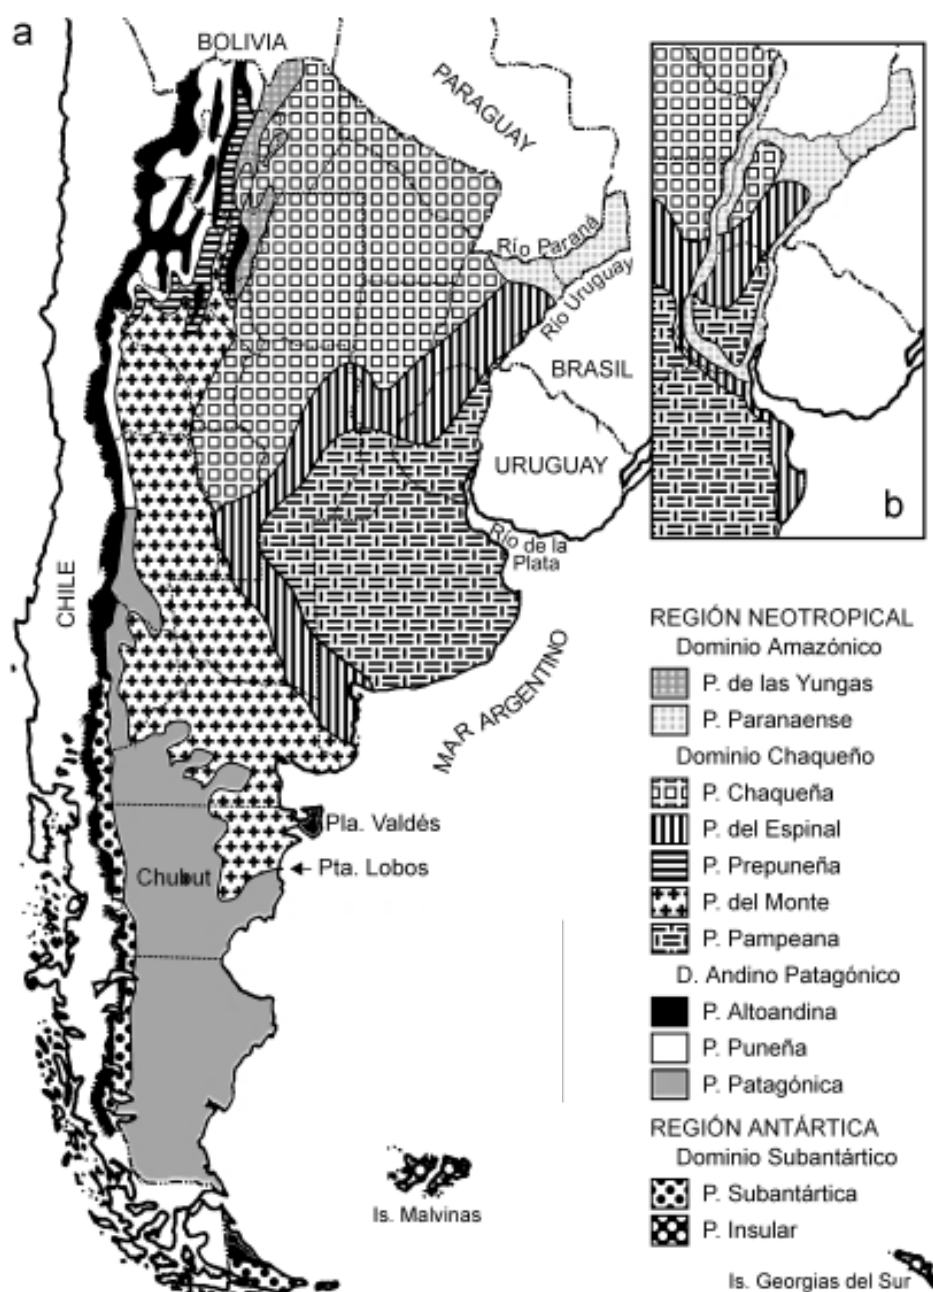 a
BOLIVIA
PARAGUAY
Río Paraná
Río Uruguay
BRASIL
URUGUAY
Río de la
Plata
CHILE
MAR ARGENTINO
Pla. Valdés
Chubut
Pta. Lobos
Is. Malvinas
b
REGIÓN NEOTROPICAL
Dominio Amazónico
P. de las Yungas
P. Paranaense
Dominio Chaqueño
P. Chaqueña
P. del Espinal
P. Prepuneña
P. del Monte
P. Pampeana
D. Andino Patagónico
P. Altoandina
P. Puneña
P. Patagónica
REGIÓN ANTÁRTICA
Dominio Subantártico
P. Subantártica
P. Insular
Is. Georgias del Sur